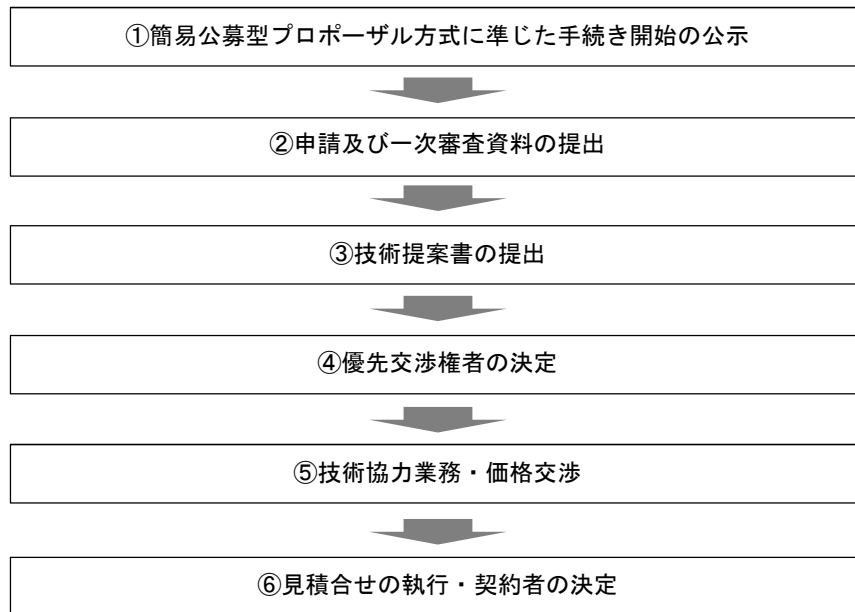 ①簡易公募型プロポーザル方式に準じた手続き開始の公示
②申請及び一次審査資料の提出
③技術提案書の提出
④優先交渉権者の決定
⑤技術協力業務・価格交渉
⑥見積合せの執行・契約者の決定